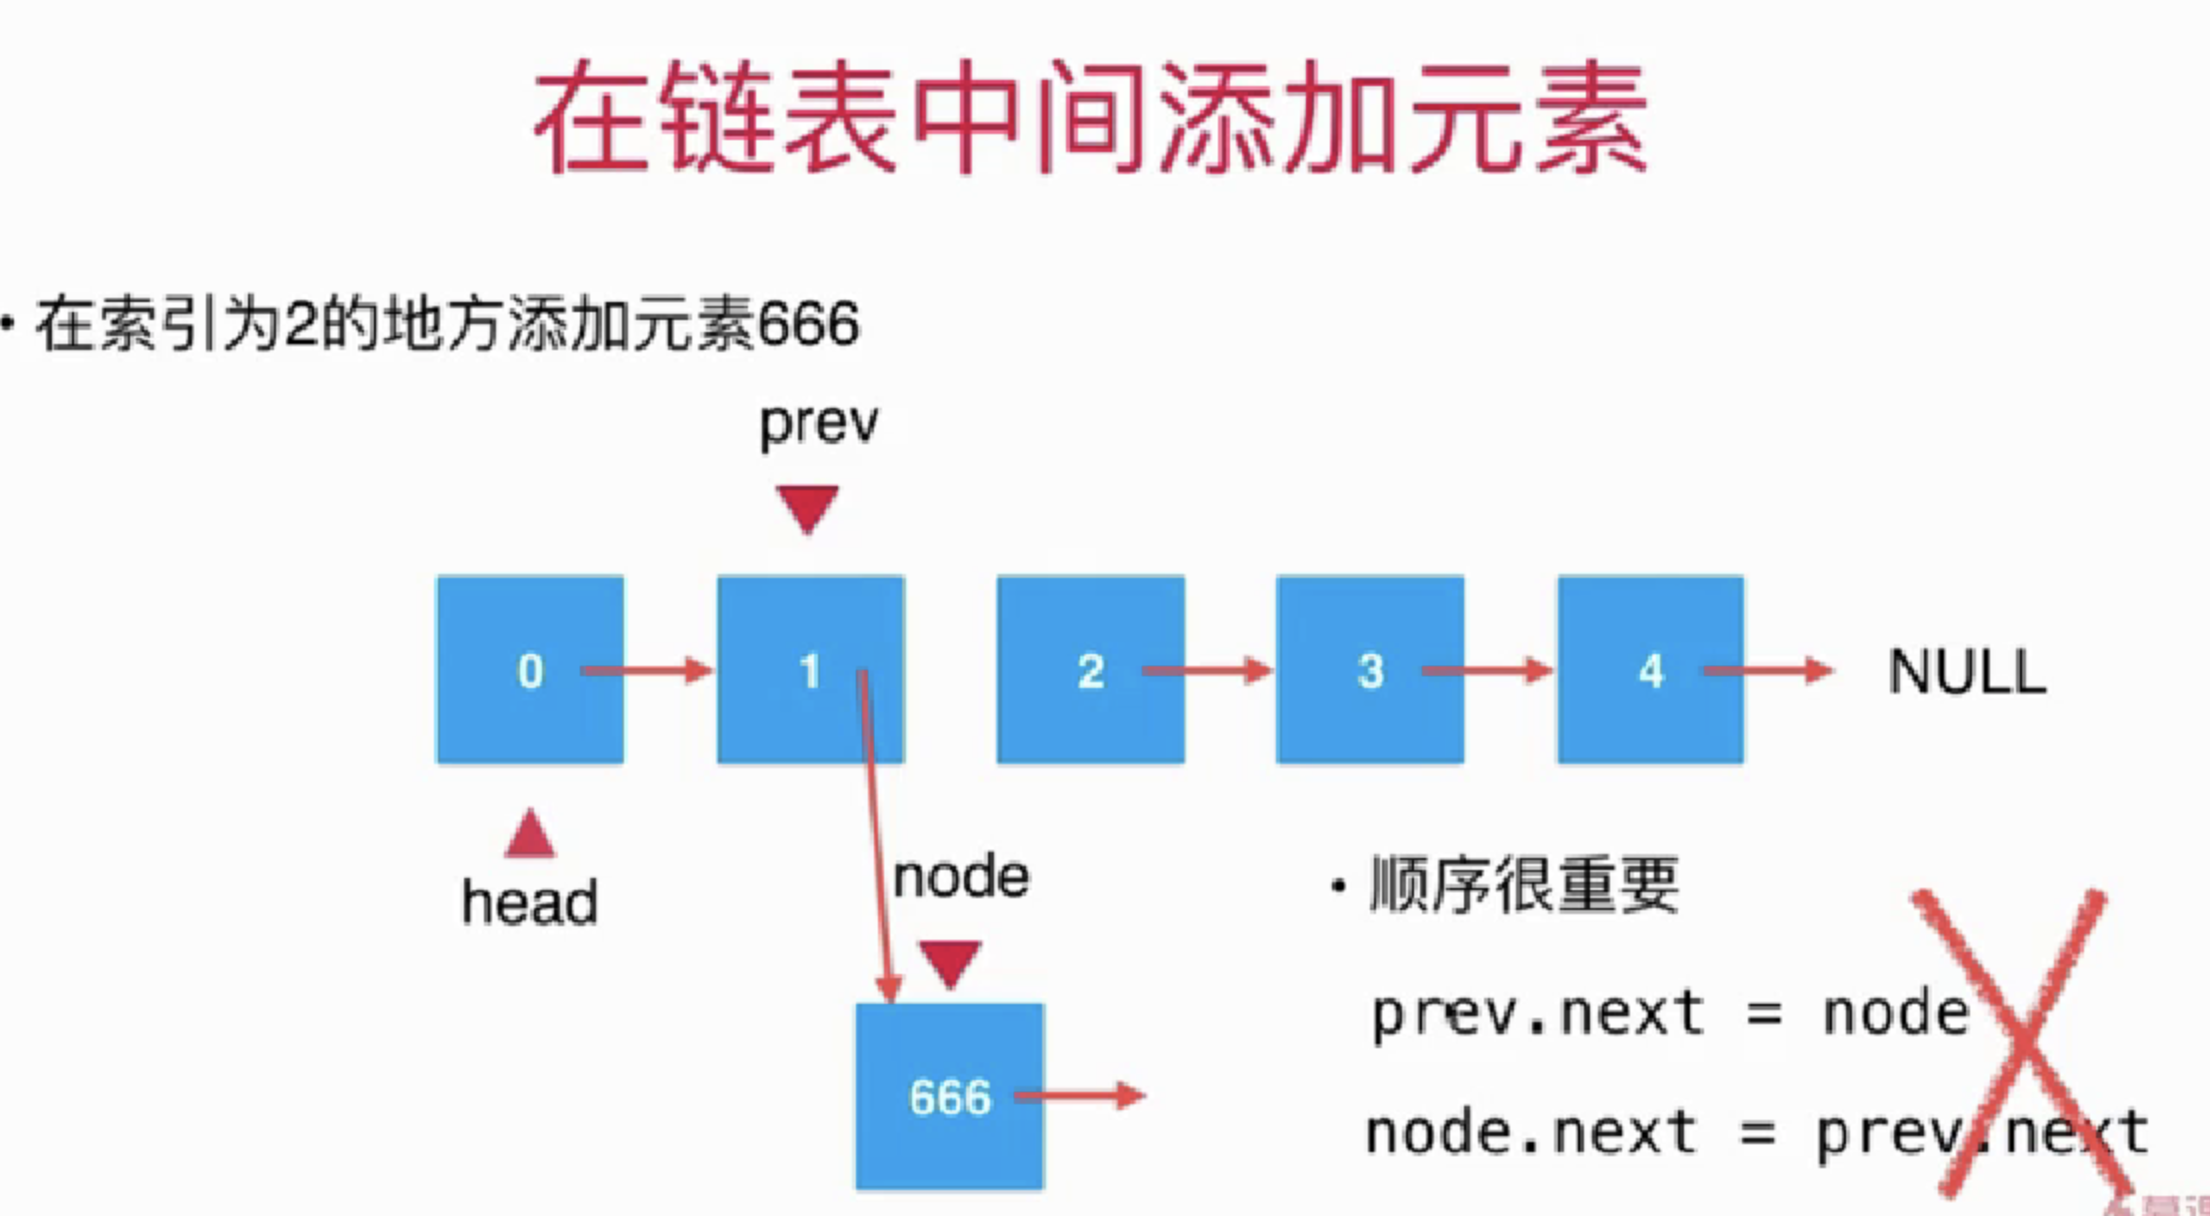 在链表中间添加元素
• 在索引为2的地方添加元素666
prev
0 1 2 3 4 NULL
head
node
666
• 顺序很重要
prev.next = node
node.next = prev.next